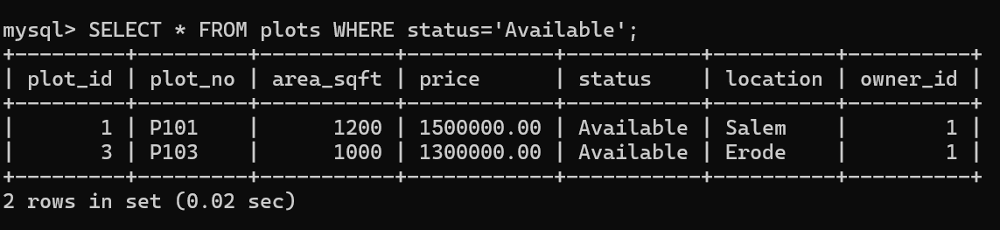 mysql> SELECT * FROM plots WHERE status='Available';
+---------+---------+-----------+------------+-----------+----------+----------+
| plot_id | plot_no | area_sqft | price      | status    | location | owner_id |
+---------+---------+-----------+------------+-----------+----------+----------+
|       1 | P101    |      1200 | 1500000.00 | Available | Salem    |        1 |
|       3 | P103    |      1000 | 1300000.00 | Available | Erode    |        1 |
+---------+---------+-----------+------------+-----------+----------+----------+
2 rows in set (0.02 sec)